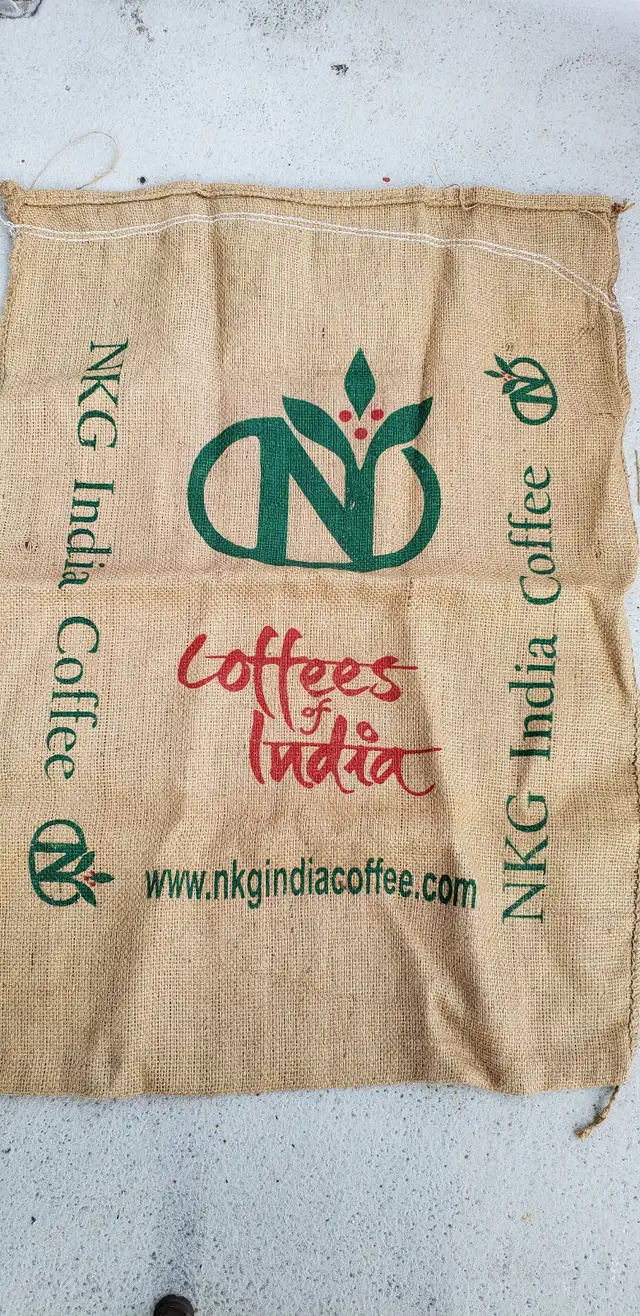 NKG India Coffee
N
N
Coffees
of
India
www.nkgindiacoffee.com
NKG India Coffee
N